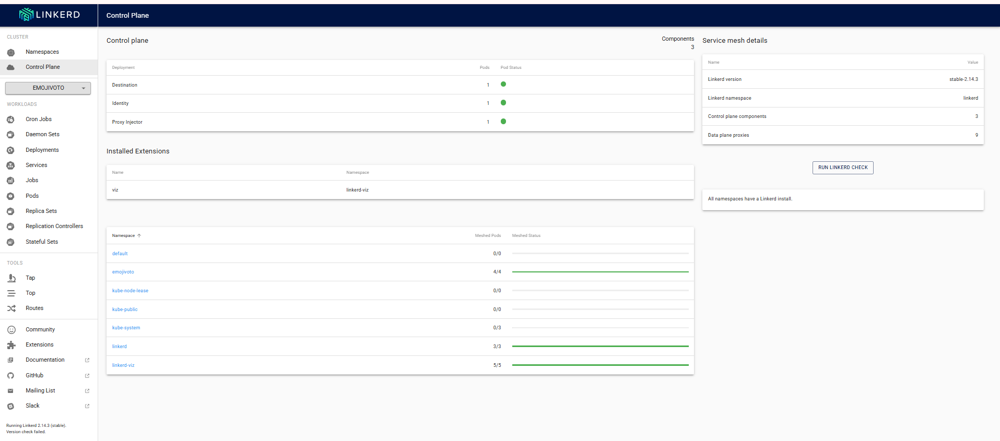 LINKERD
Control Plane
CLUSTER
Namespaces
Control Plane
EMOJIVOTO
WORKLOADS
Cron Jobs
Daemon Sets
Deployments
Services
Jobs
Pods
Replica Sets
Replication Controllers
Stateful Sets
TOOLS
Tap
Top
Routes
Community
Extensions
Documentation
GitHub
Mailing List
Slack
Running Linkerd 2.14.3 (stable).
Version check failed.
Control plane
Components
3
Deployment Pods Pod Status
Destination 1
Identity 1
Proxy Injector 1
Installed Extensions
Name Namespace
viz linkerd-viz
Namespace Meshed Pods Meshed Status
default 0/0
emojivoto 4/4
kube-node-lease 0/0
kube-public 0/0
kube-system 0/3
linkerd 3/3
linkerd-viz 5/5
Service mesh details
Name Value
Linkerd version stable-2.14.3
Linkerd namespace linkerd
Control plane components 3
Data plane proxies 9
RUN LINKERD CHECK
All namespaces have a Linkerd install.